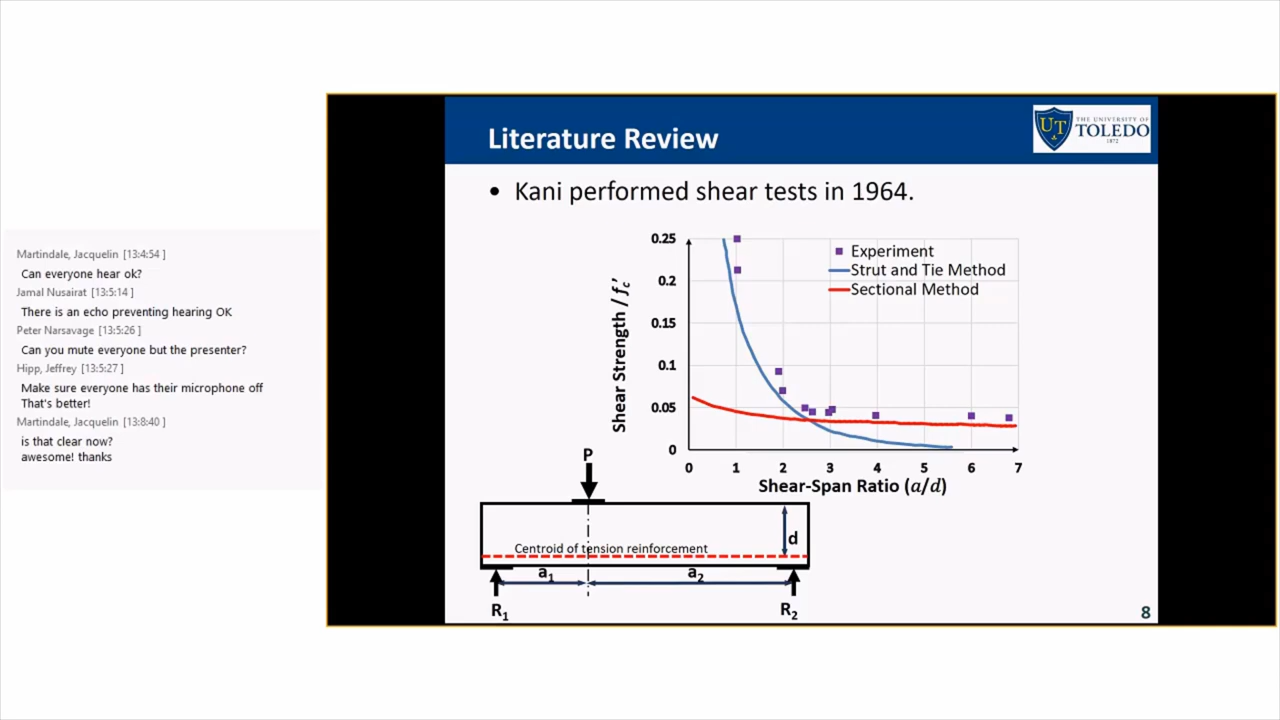 Martindale, Jacquelin [13:4:54 ]
Can everyone hear ok?
Jamal Nusairat [13:5:14 ]
There is an echo preventing hearing OK
Peter Narsavage [13:5:26 ]
Can you mute everyone but the presenter?
Hipp, Jeffrey [13:5:27 ]
Make sure everyone has their microphone off
That's better!
Martindale, Jacquelin [13:8:40 ]
is that clear now?
awesome! thanks
Literature Review
UT
THE UNIVERSITY OF
TOLEDO
1872
• Kani performed shear tests in 1964.
Shear Strength / f'c
0.25
0.2
0.15
0.1
0.05
0
Experiment
Strut and Tie Method
Sectional Method
0 1 2 3 4 5 6 7
Shear-Span Ratio (a/d)
P
d
Centroid of tension reinforcement
a1 a2
R1 R2
8